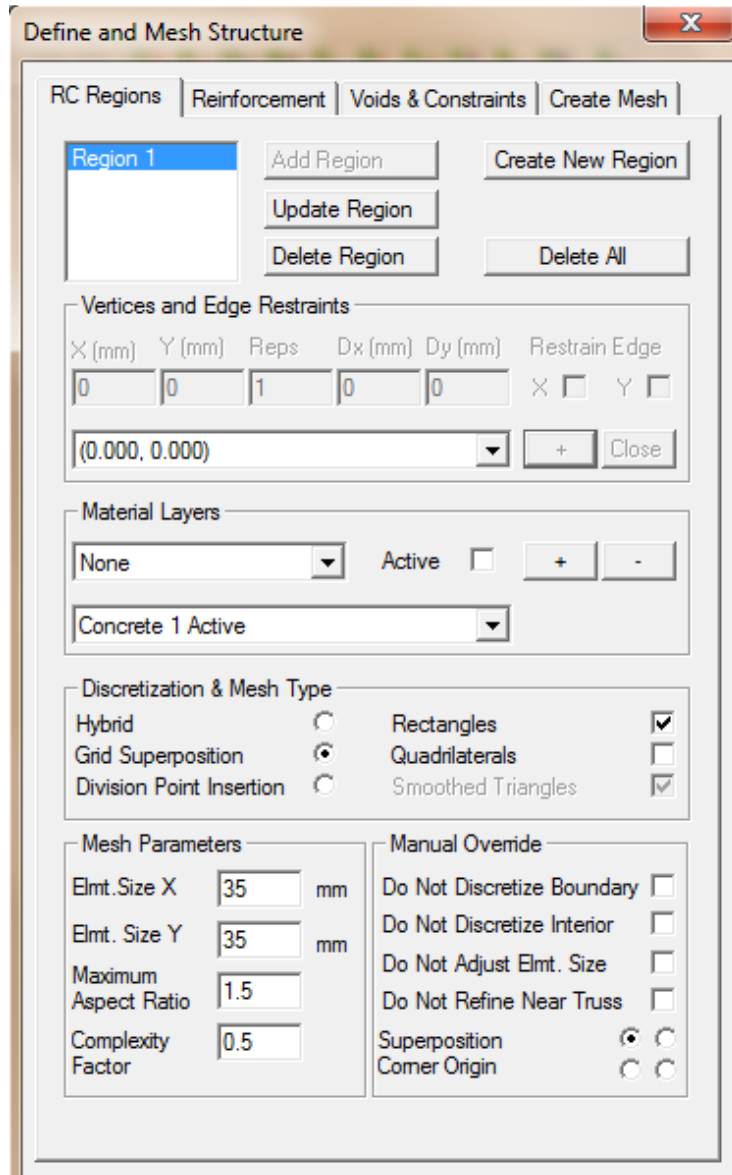 Define and Mesh Structure
RC Regions Reinforcement Voids & Constraints Create Mesh
Region 1 Add Region Create New Region
Update Region
Delete Region Delete All
Vertices and Edge Restraints
X (mm) Y (mm) Reps Dx (mm) Dy (mm) Restrain Edge
0 0 1 0 0 X Y
(0.000, 0.000) + Close
Material Layers
None Active + -
Concrete 1 Active
Discretization & Mesh Type
Hybrid Rectangles
Grid Superposition Quadrilaterals
Division Point Insertion Smoothed Triangles
Mesh Parameters
Elmt.Size X 35 mm
Elmt. Size Y 35 mm
Maximum
Aspect Ratio 1.5
Complexity
Factor 0.5
Manual Override
Do Not Discretize Boundary
Do Not Discretize Interior
Do Not Adjust Elmt. Size
Do Not Refine Near Truss
Superposition
Corner Origin